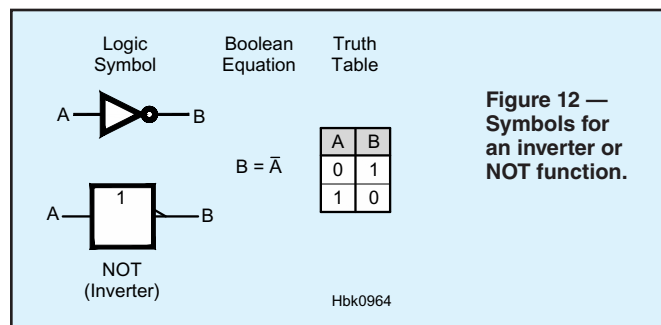 Logic
Symbol
Boolean
Equation
Truth
Table
A
B
B = A̅
A B
0 1
1 0
A
1
B
NOT
(Inverter)
Hbk0964
Figure 12 —
Symbols for
an inverter or
NOT function.